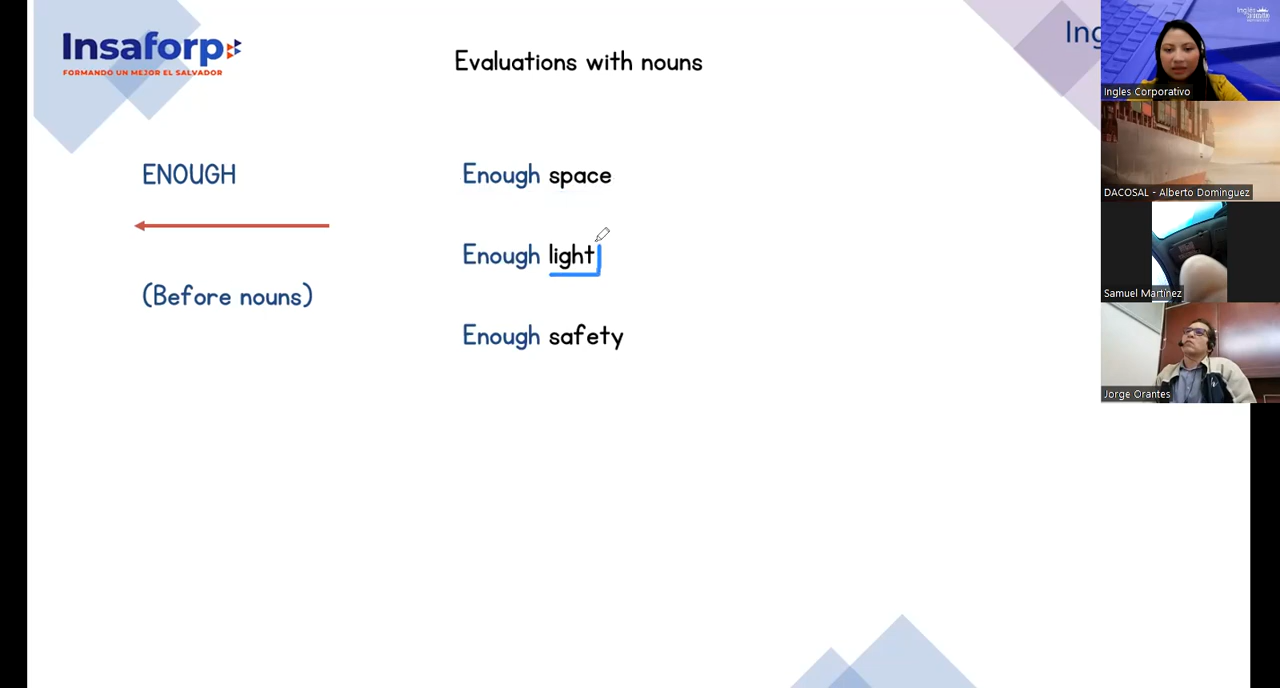 Insaforp
FORMANDO UN MEJOR EL SALVADOR
Evaluations with nouns
ENOUGH
(Before nouns)
Enough space
Enough light
Enough safety
Ing
Ingles Corporativo
DACOSAL - Alberto Dominguez
Samuel Martinez
Jorge Orantes